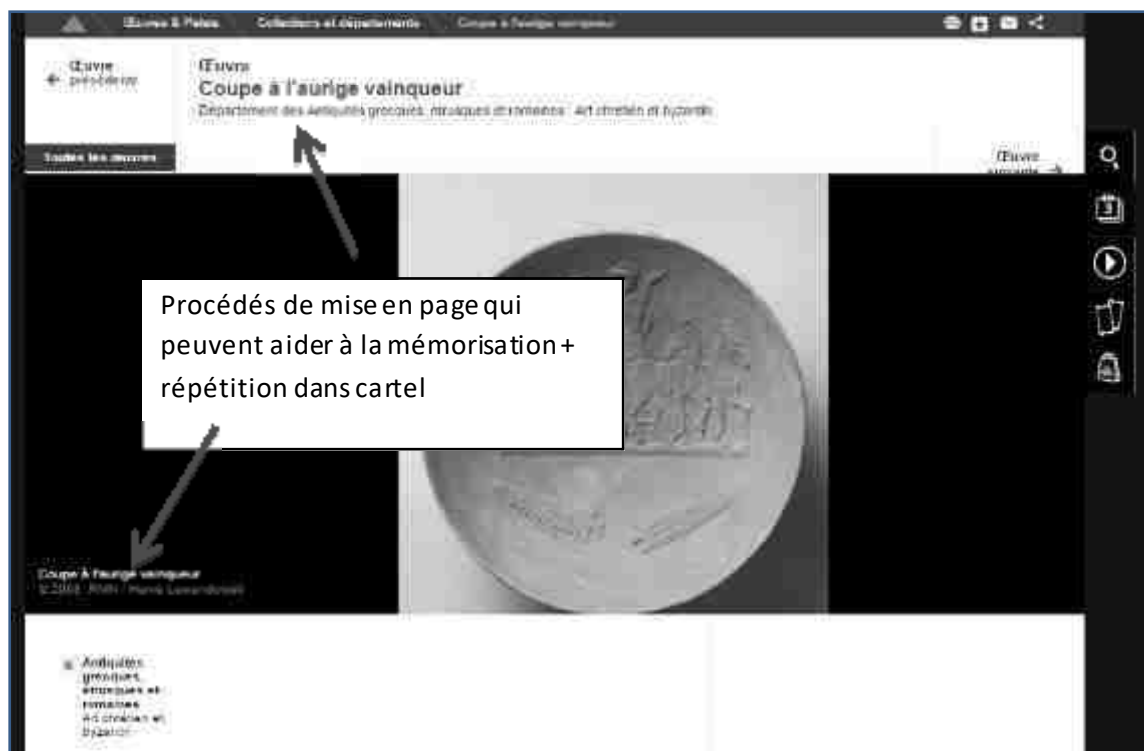 Œuvres & Palais Collections et départements Coupe à l'aurige vainqueur
Œuvre
précédente
Œuvre
Coupe à l'aurige vainqueur
Département des Antiquités grecques, étrusques et romaines : Art chrétien et byzantin
Toutes les œuvres
Œuvre
suivante
3
Procédés de mise en page qui
peuvent aider à la mémorisation +
répétition dans cartel
Coupe à l'aurige vainqueur
Antiquités
grecques,
étrusques et
romaines
Art chrétien et
byzantin